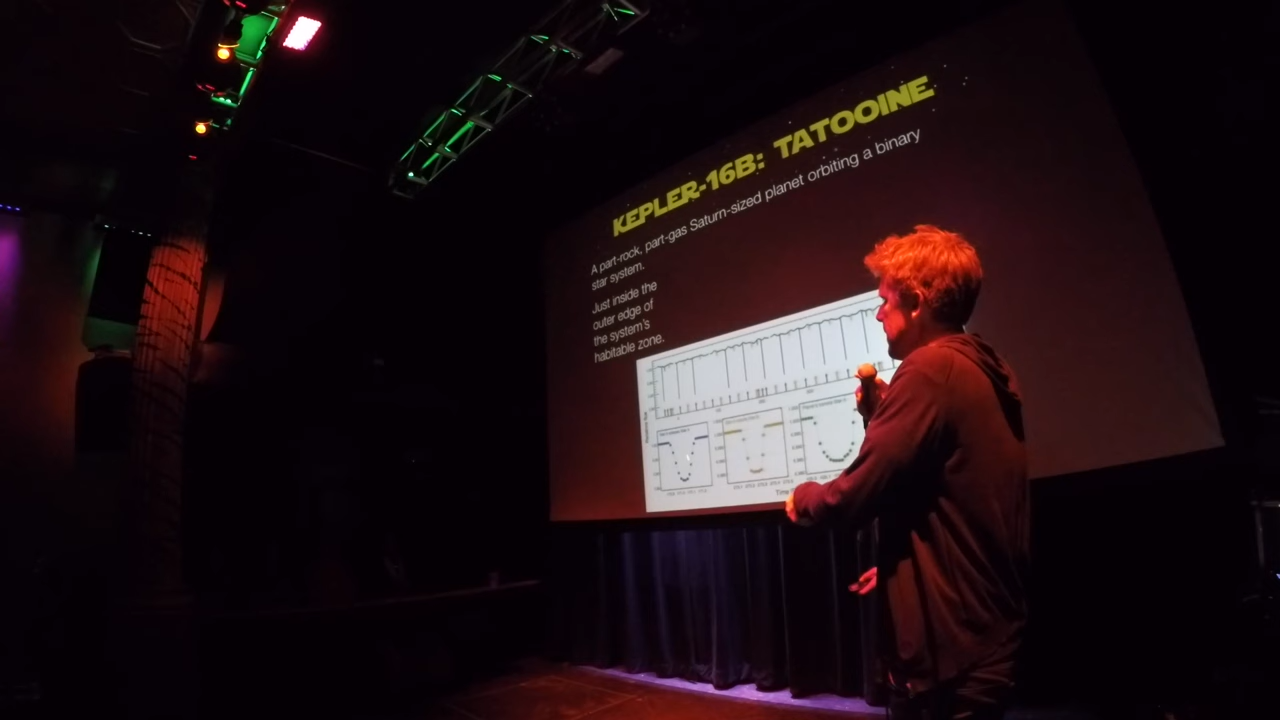 KEPLER-16B: TATOOINE
A part-rock, part-gas Saturn-sized planet orbiting a binary
star system.
Just inside the
outer edge of
the system's
habitable zone.